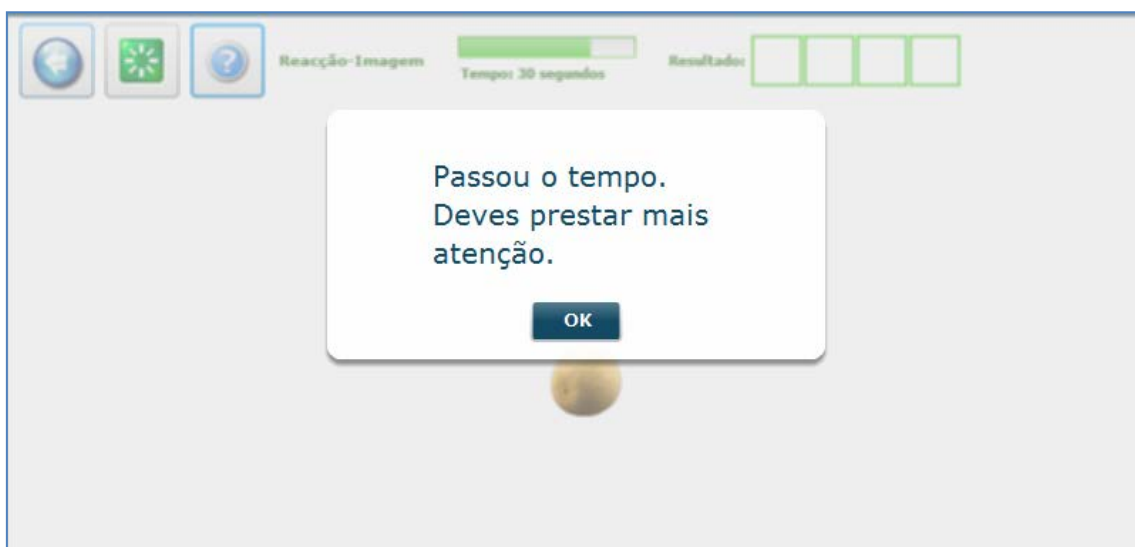 Reacção-Imagem
Tempo: 30 segundos
Resultado:
Passou o tempo.
Deves prestar mais
atenção.
OK